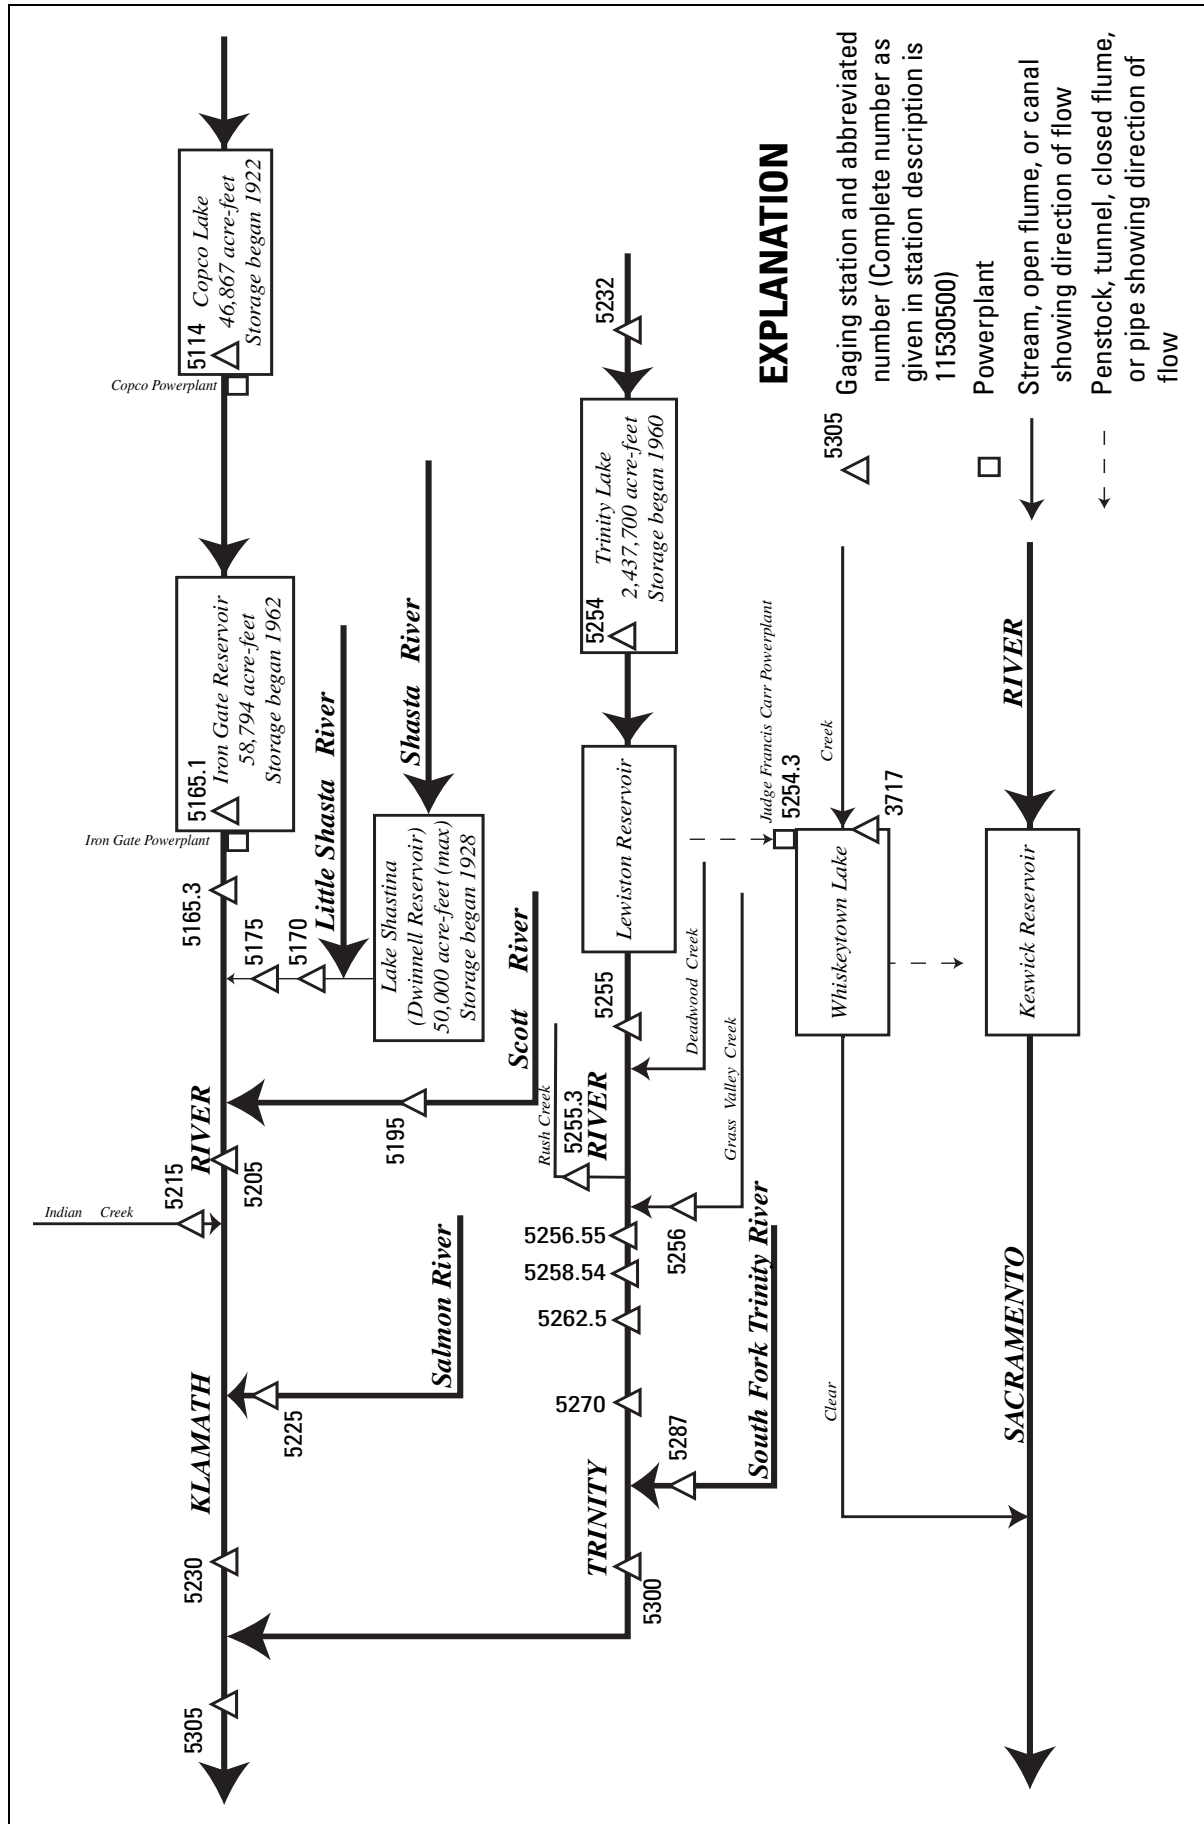 5114
Copco Lake
46,867 acre-feet
Storage began 1922
Copco Powerplant
5165.1
Iron Gate Reservoir
58,794 acre-feet
Storage began 1962
Iron Gate Powerplant
5165.3
5175
5170
Little Shasta River
Shasta River
Lake Shastina
(Dwinnell Reservoir)
50,000 acre-feet (max)
Storage began 1928
Scott River
5195
KLAMATH RIVER
5205
5215
Indian Creek
Salmon River
5225
5230
5305
5232
Trinity Lake
2,437,700 acre-feet
Storage began 1960
5254
Lewiston Reservoir
5255
Deadwood Creek
Rush Creek
5255.3
TRINITY RIVER
Grass Valley Creek
5256
5256.55
5258.54
5262.5
5270
South Fork Trinity River
5287
5300
Judge Francis Carr Powerplant
5254.3
Whiskeytown Lake
3717
Clear Creek
Keswick Reservoir
SACRAMENTO RIVER
EXPLANATION
5305
Gaging station and abbreviated
number (Complete number as
given in station description is
11530500)
Powerplant
Stream, open flume, or canal
showing direction of flow
Penstock, tunnel, closed flume,
or pipe showing direction of
flow